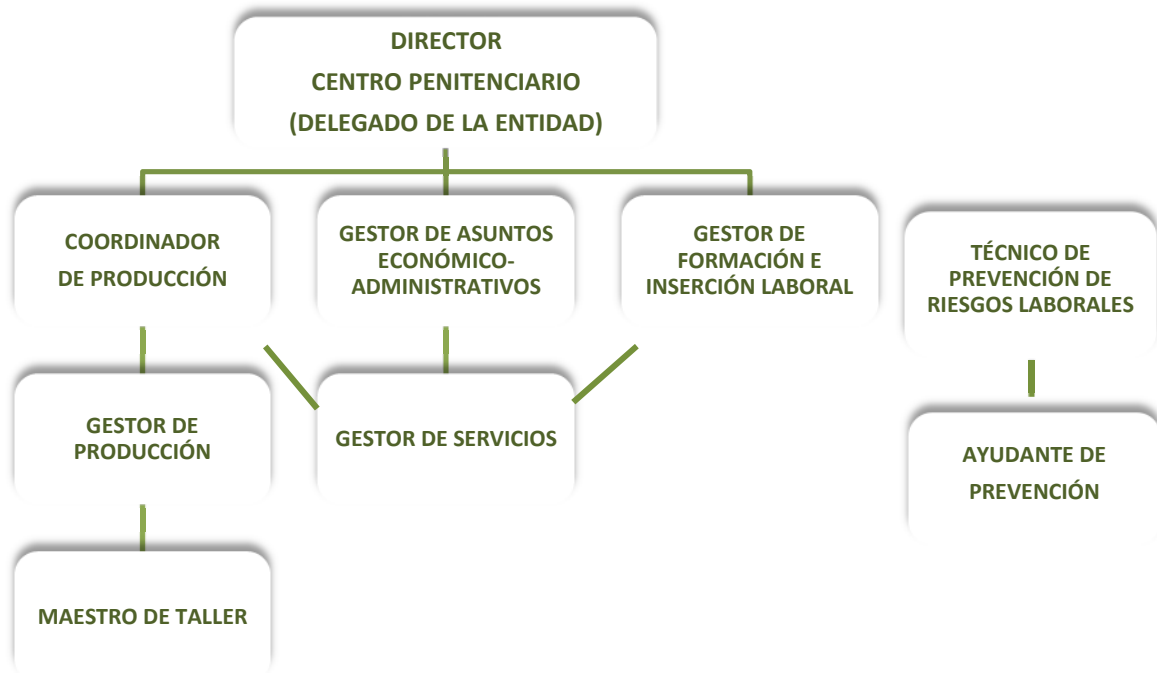 DIRECTOR
CENTRO PENITENCIARIO
(DELEGADO DE LA ENTIDAD)
COORDINADOR
DE PRODUCCIÓN
GESTOR DE ASUNTOS
ECONÓMICO-
ADMINISTRATIVOS
GESTOR DE
FORMACIÓN E
INSERCIÓN LABORAL
TÉCNICO DE
PREVENCIÓN DE
RIESGOS LABORALES
GESTOR DE
PRODUCCIÓN
GESTOR DE SERVICIOS
AYUDANTE DE
PREVENCIÓN
MAESTRO DE TALLER